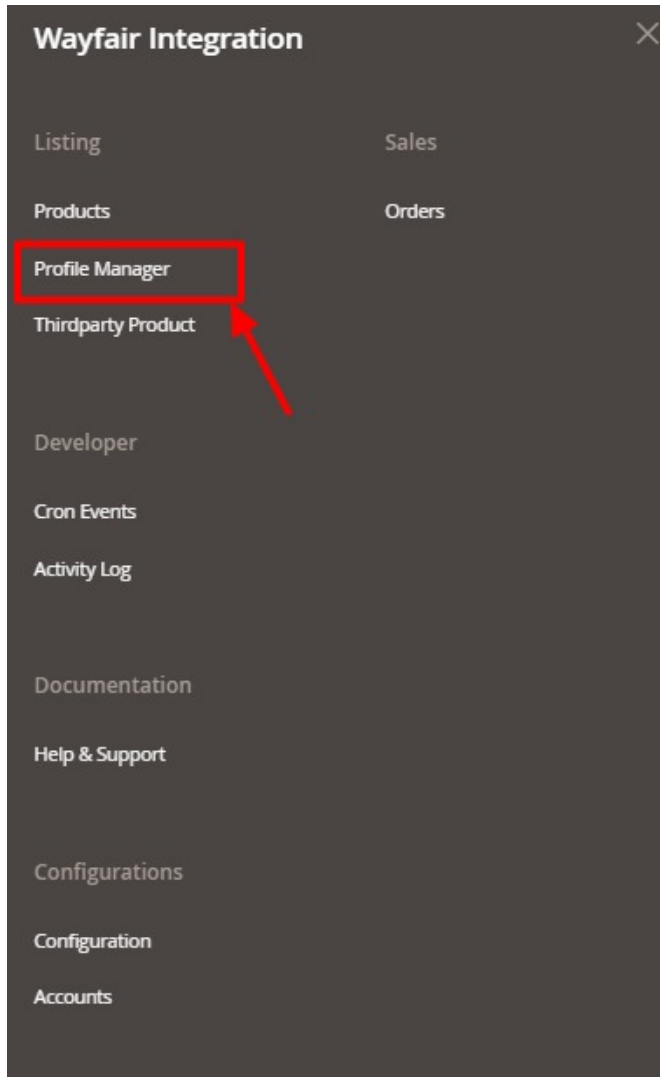 Wayfair Integration
Listing
Products
Profile Manager
Thirdparty Product
Sales
Orders
Developer
Cron Events
Activity Log
Documentation
Help & Support
Configurations
Configuration
Accounts